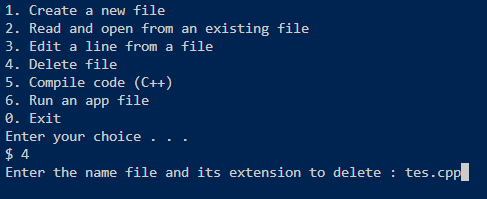 1. Create a new file
2. Read and open from an existing file
3. Edit a line from a file
4. Delete file
5. Compile code (C++)
6. Run an app file
0. Exit
Enter your choice . . .
$ 4
Enter the name file and its extension to delete : tes.cpp